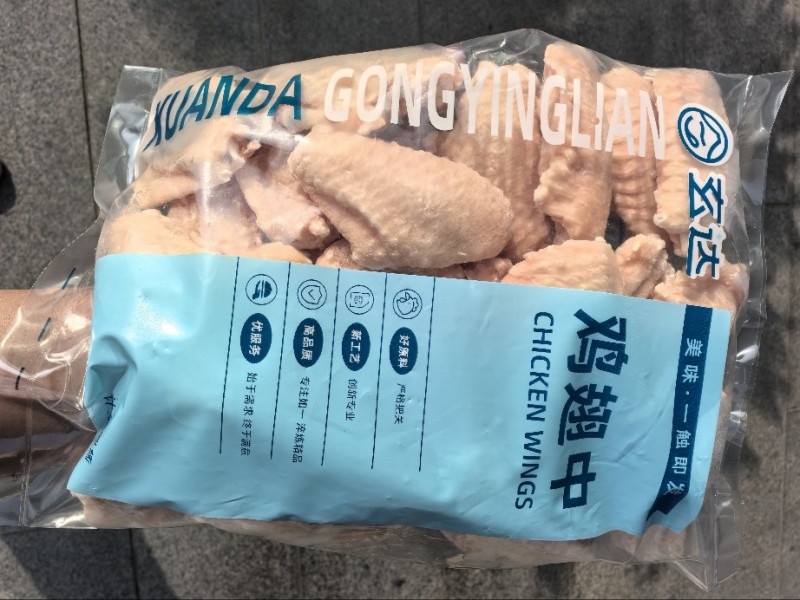 XUANDA GONGYINGLIAN
玄达
美味·一触即发
鸡翅中
CHICKEN WINGS
好原料
严格把关
新工艺
创新专业
高品质
专注如一 淬炼精品
优服务
始于需求 终于满意